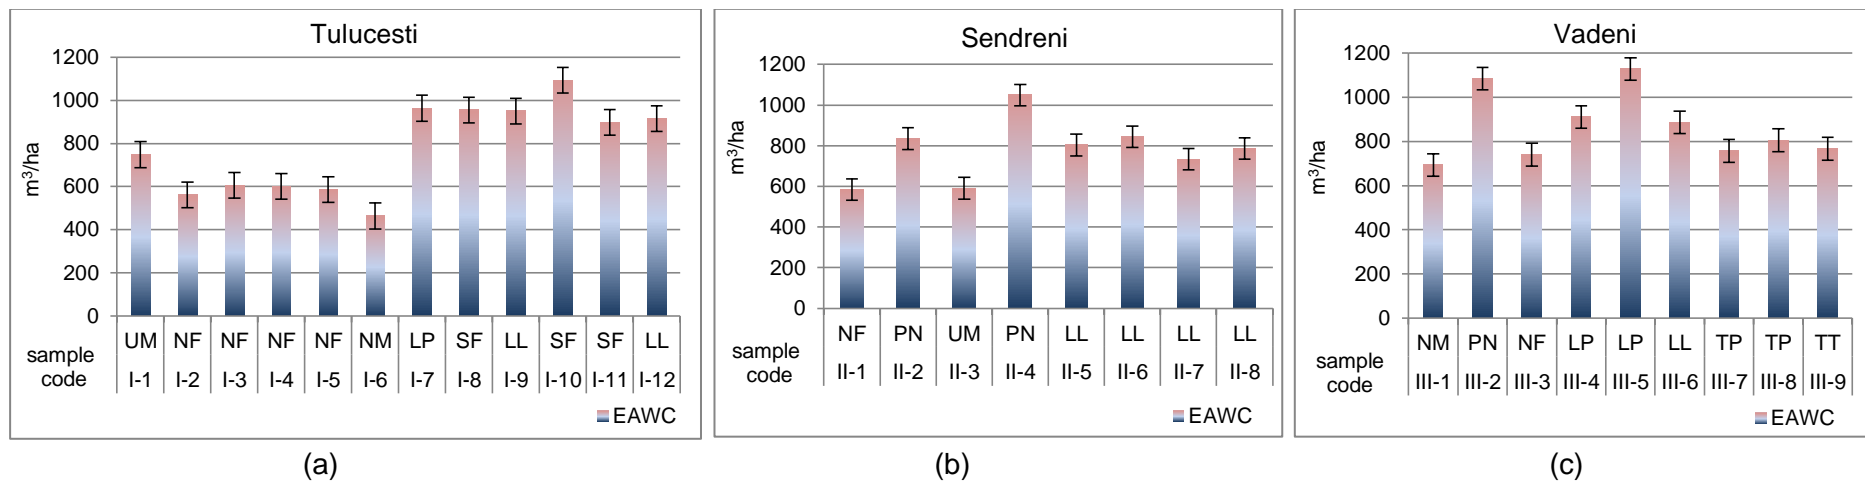 Tulucesti
1200
1000
800
600
400
200
0
m³/ha
UM NF NF NF NF NM LP SF LL SF SF LL
sample code
I-1 I-2 I-3 I-4 I-5 I-6 I-7 I-8 I-9 I-10 I-11 I-12
EAWC
(a)
Sendreni
1200
1000
800
600
400
200
0
m³/ha
NF PN UM PN LL LL LL LL
sample code
II-1 II-2 II-3 II-4 II-5 II-6 II-7 II-8
EAWC
(b)
Vadeni
1200
1000
800
600
400
200
0
m³/ha
NM PN NF LP LP LL TP TP TT
sample code
III-1 III-2 III-3 III-4 III-5 III-6 III-7 III-8 III-9
EAWC
(c)